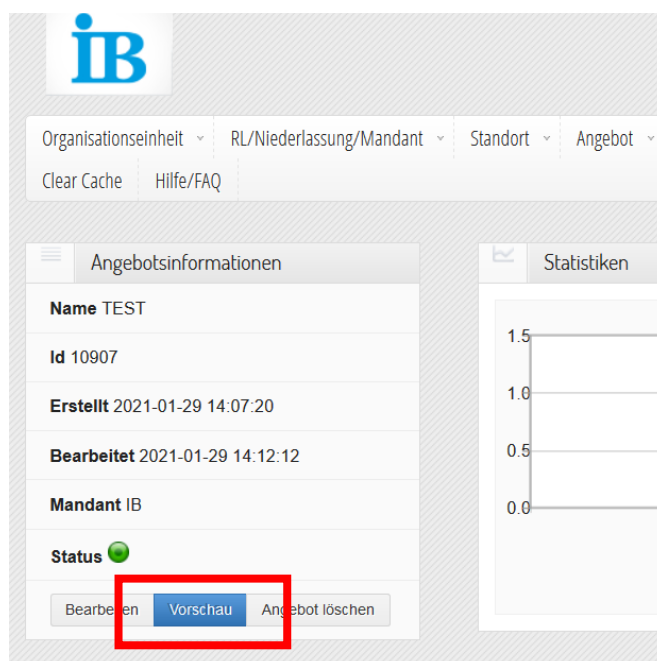 iB
Organisationseinheit RL/Niederlassung/Mandant Standort Angebot
Clear Cache Hilfe/FAQ
Angebotsinformationen
Name TEST
Id 10907
Erstellt 2021-01-29 14:07:20
Bearbeitet 2021-01-29 14:12:12
Mandant IB
Status
Bearbeiten Vorschau Angebot löschen
Statistiken
1.5
1.0
0.5
0.0